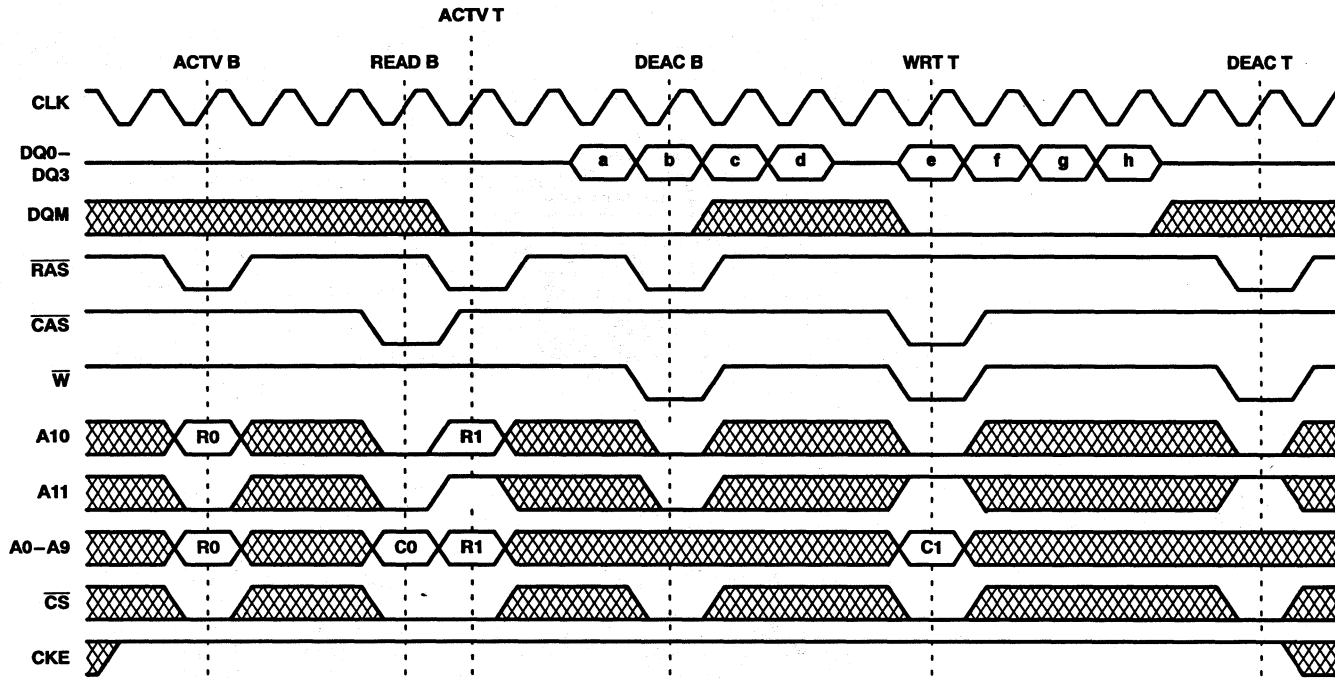 ACTV T
ACTV B READ B DEAC B WRT T DEAC T
CLK
DQ0–
DQ3
a b c d e f g h
DQM
RAS
CAS
W
A10 R0 R1
A11
A0–A9 R0 C0 R1 C1
CS
CKE